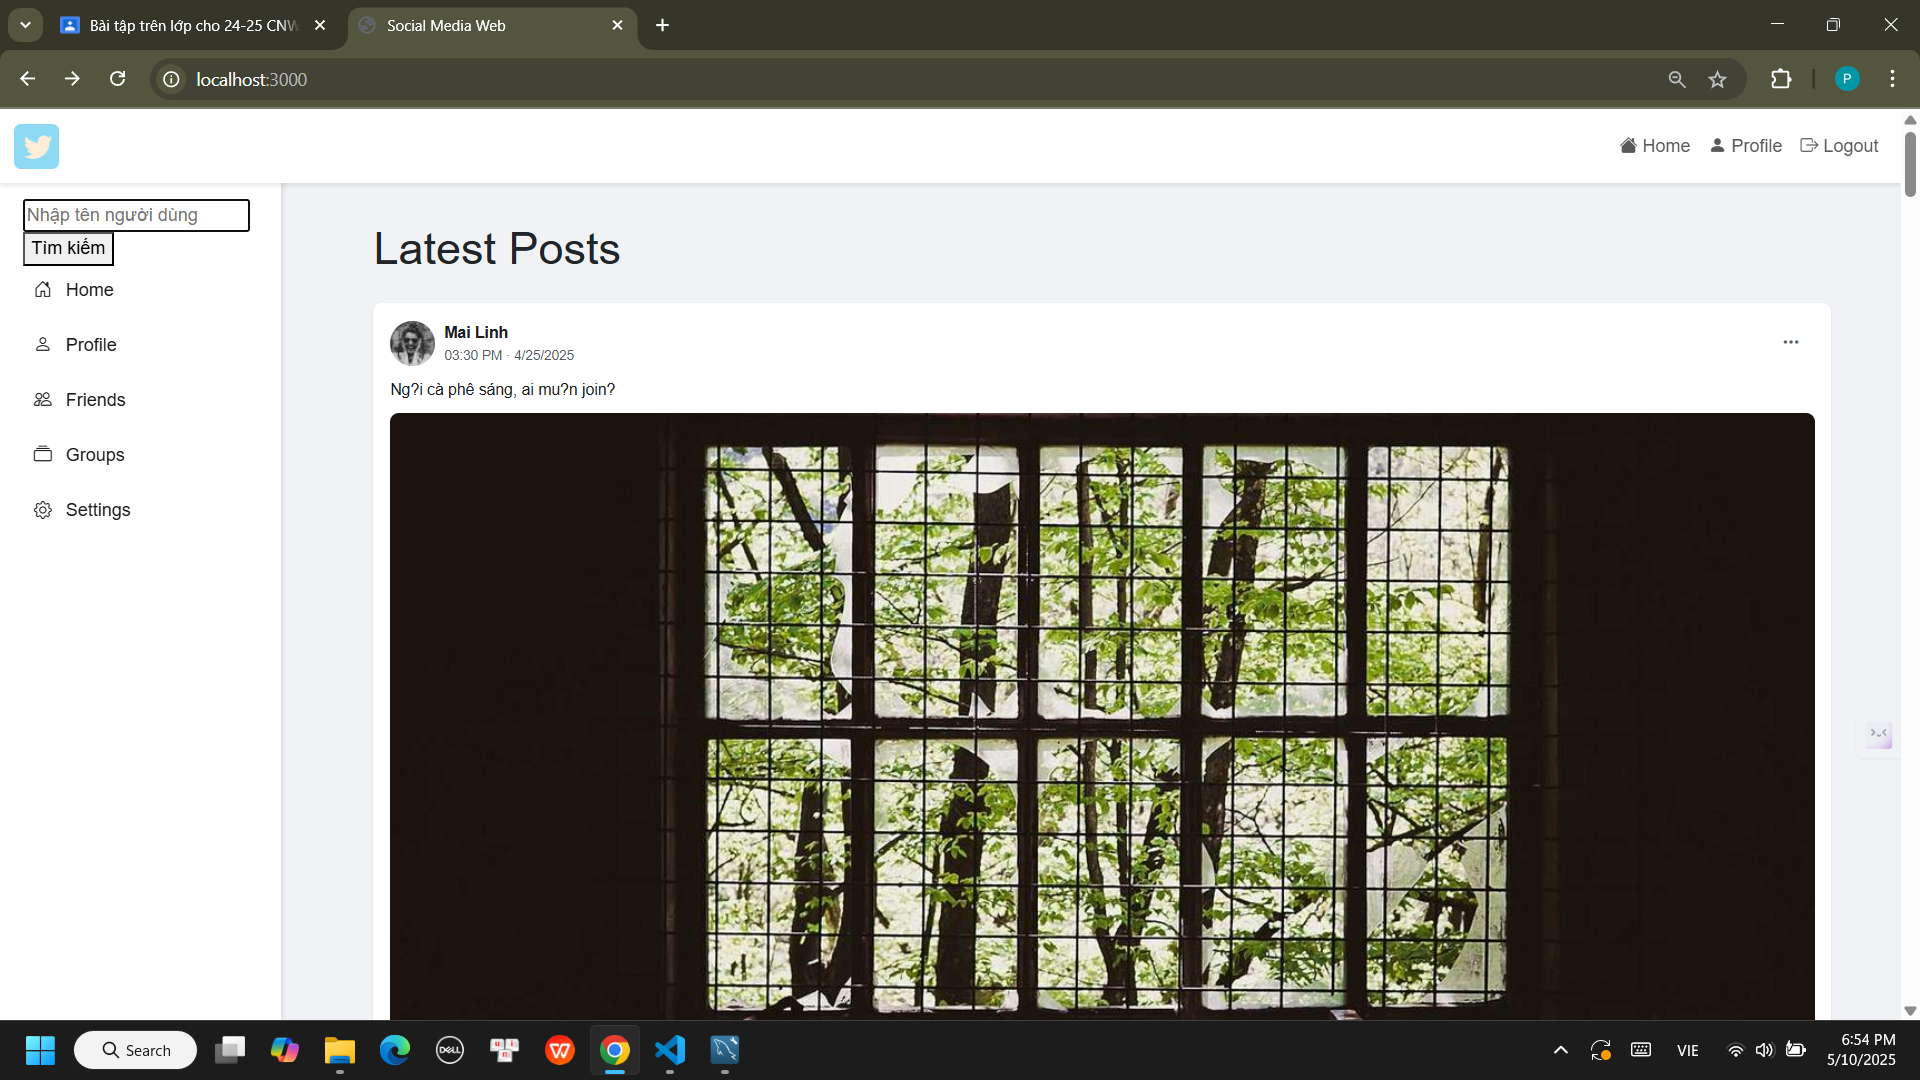 Bài tập trên lớp cho 24-25 CNW
Social Media Web
localhost:3000
P
Home
Profile
Logout
Nhập tên người dùng
Tìm kiếm
Home
Profile
Friends
Groups
Settings
Latest Posts
Mai Linh
03:30 PM · 4/25/2025
Ng?i cà phê sáng, ai mu?n join?
Search
DELL
VIE
6:54 PM
5/10/2025